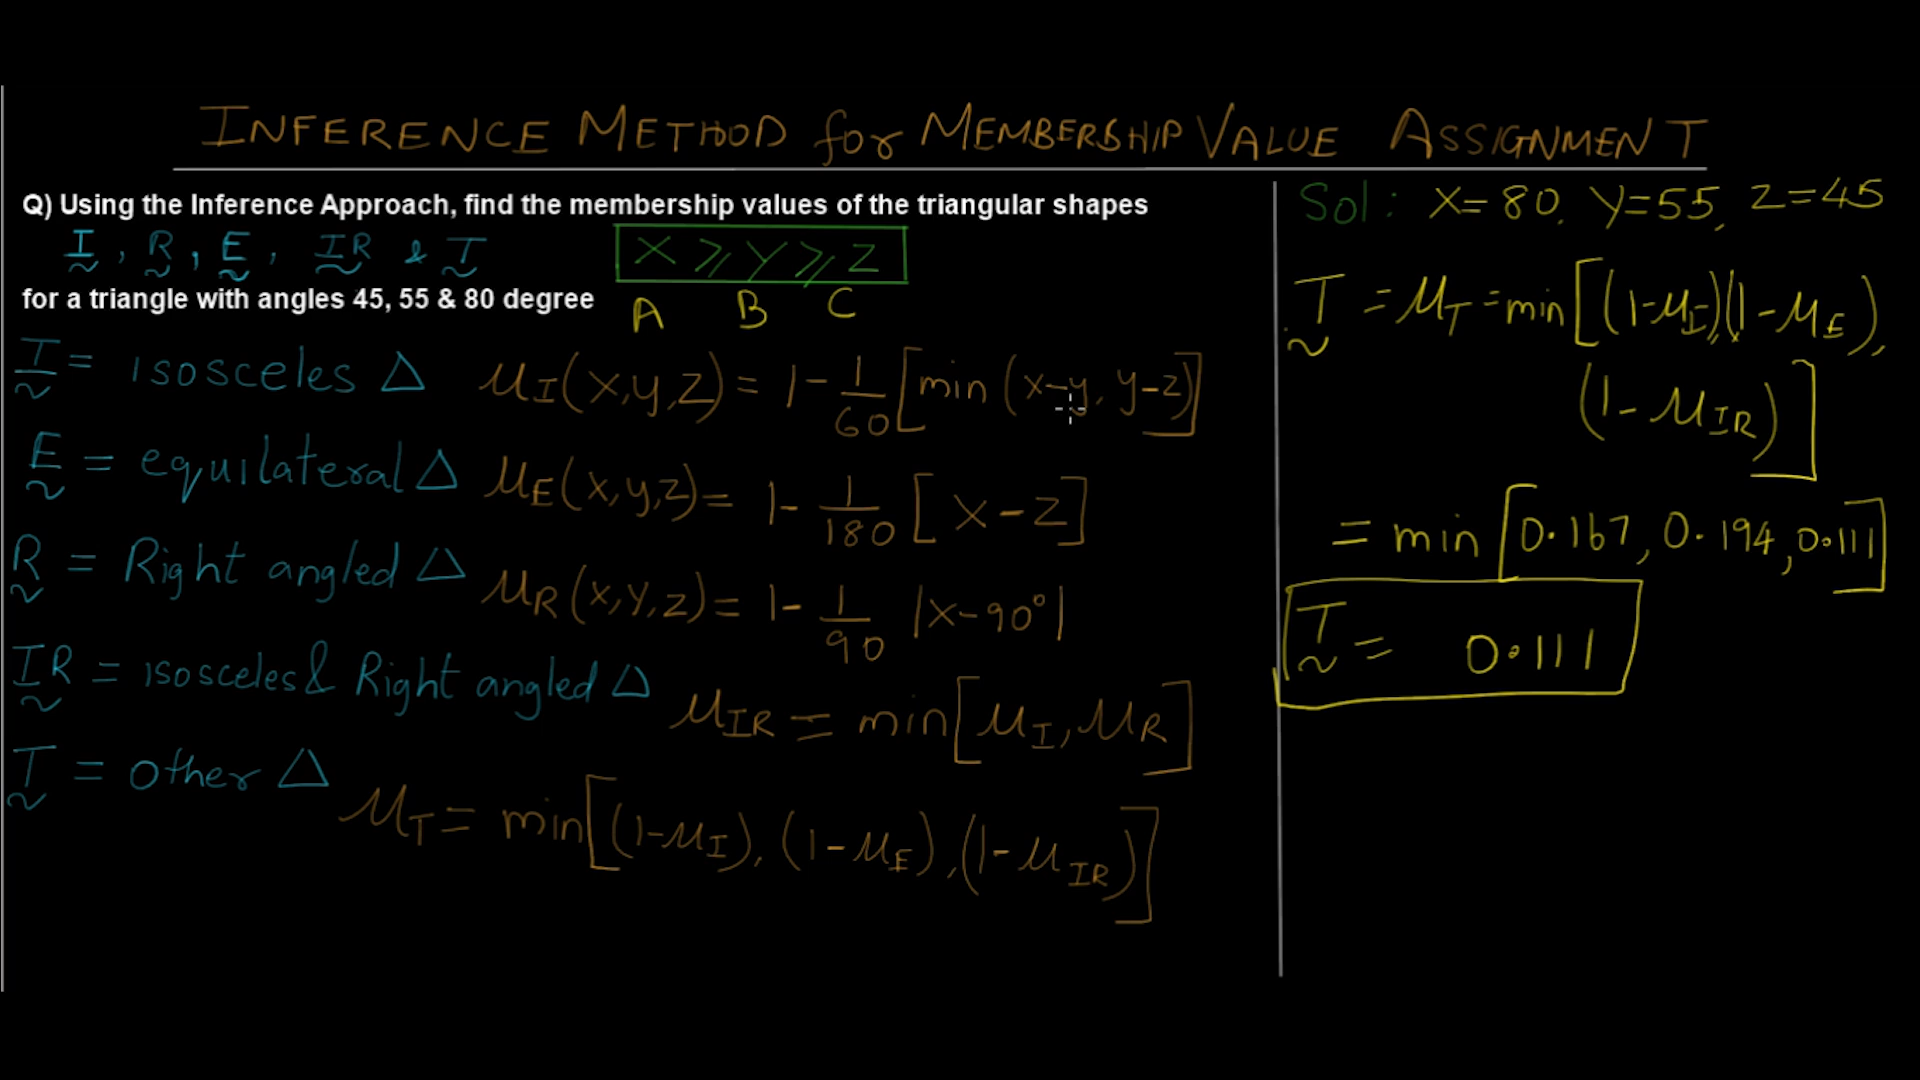 INFERENCE METHOD for MEMBERSHIP VALUE ASSIGNMENT
Q) Using the Inference Approach, find the membership values of the triangular shapes
I, R, E, IR & T
X ⩾ Y ⩾ Z
for a triangle with angles 45, 55 & 80 degree
A B C
I = isosceles Δ μI(x,y,z) = 1 - 1/60 [min (x-y, y-z)]
E = equilateral Δ μE(x,y,z) = 1 - 1/180 [x - z]
R = Right angled Δ μR(x,y,z) = 1 - 1/90 |x-90°|
IR = isosceles & Right angled Δ μIR = min[μI, μR]
T = other Δ μT = min[(1-μI), (1-μE), (1-μIR)]
Sol: X=80, Y=55, Z=45
T = μT = min[(1-μI),(1-μE),
(1-μIR)]
= min[0.167, 0.194, 0.111]
T = 0.111